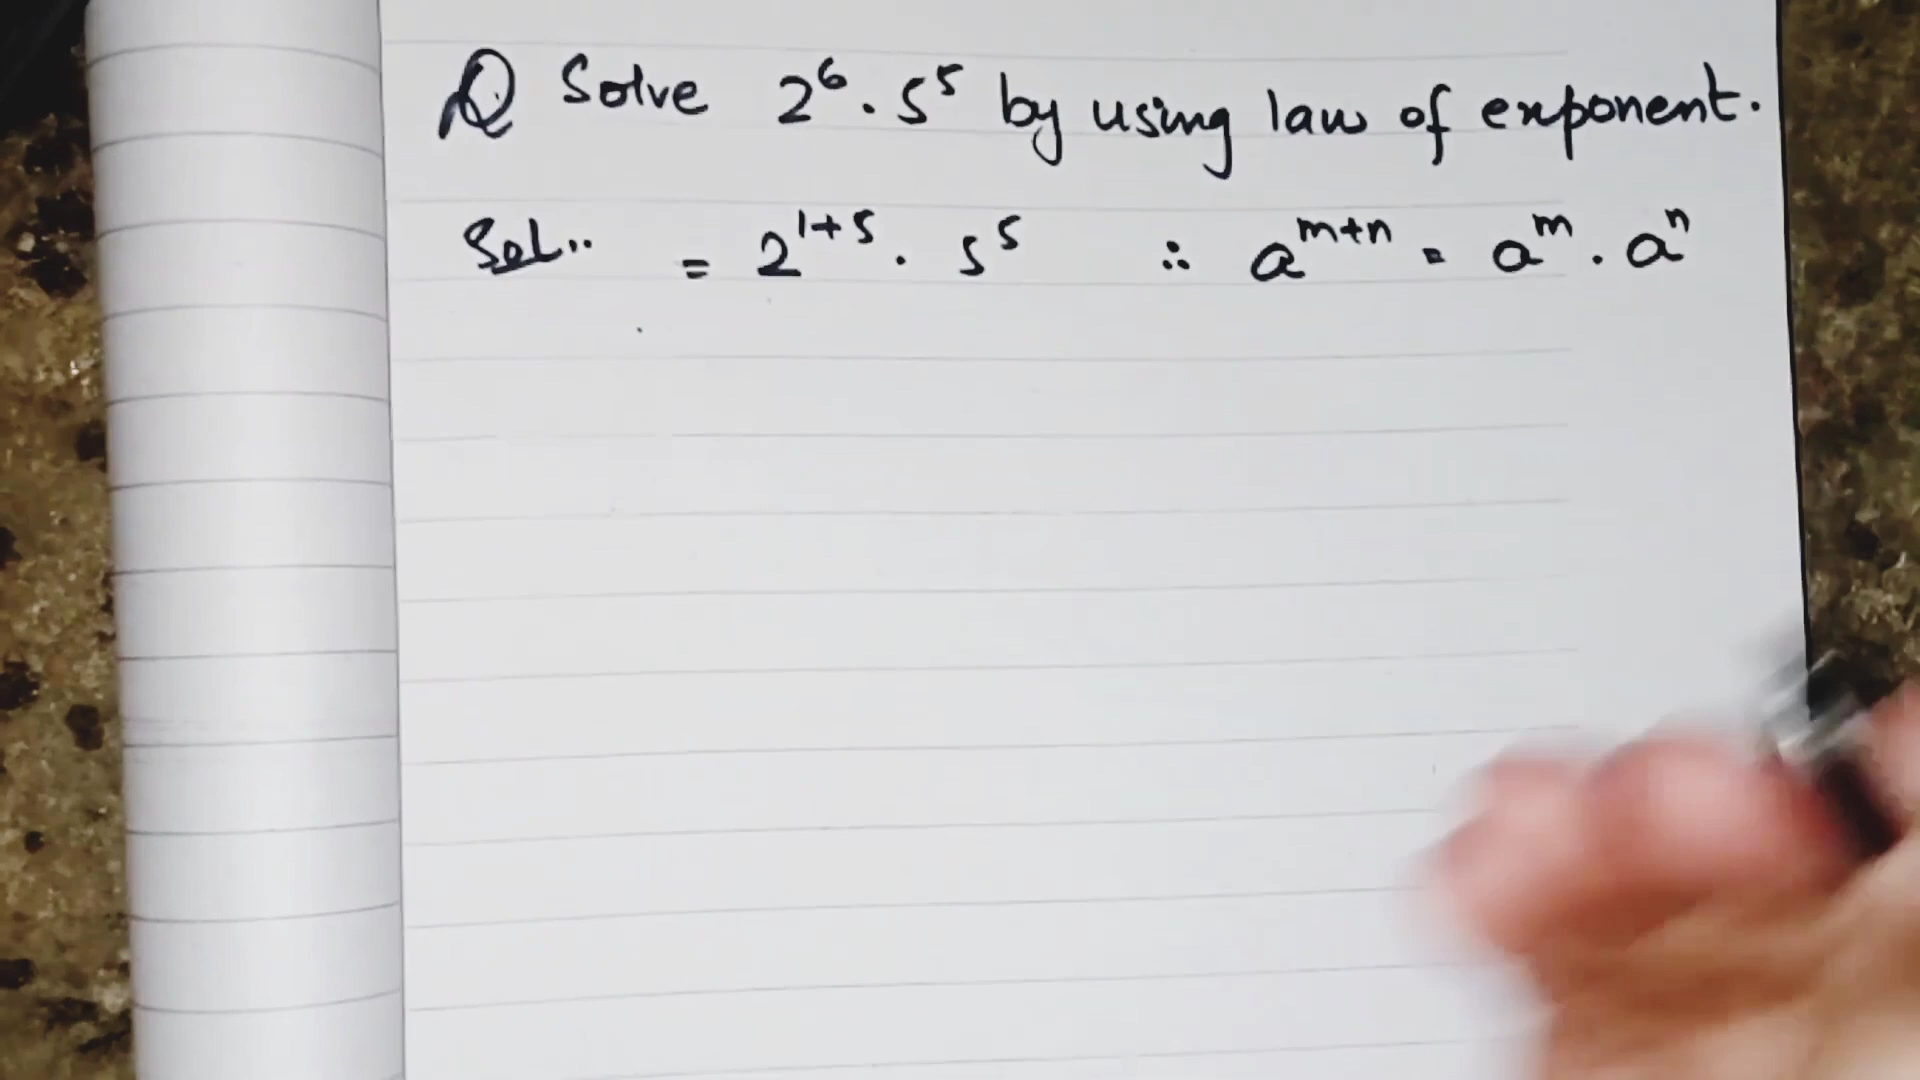 Q Solve 2⁶ · 5⁵ by using law of exponent.
Sol.. = 2¹⁺⁵ · 5⁵ ∴ aᵐ⁺ⁿ = aᵐ · aⁿ